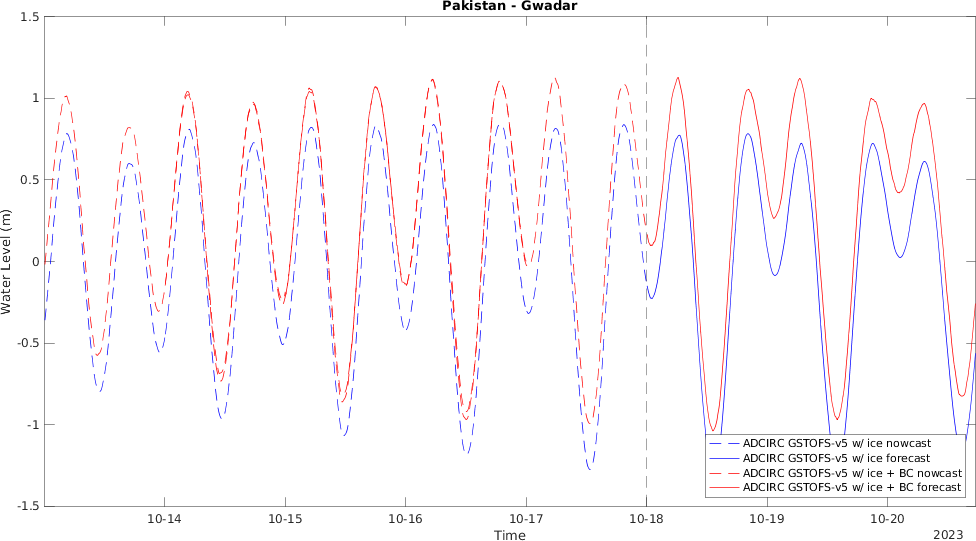 Pakistan - Gwadar
1.5
1
0.5
0
-0.5
-1
-1.5
Water Level (m)
10-14 10-15 10-16 10-17 10-18 10-19 10-20
Time
2023
ADCIRC GSTOFS-v5 w/ ice nowcast
ADCIRC GSTOFS-v5 w/ ice forecast
ADCIRC GSTOFS-v5 w/ ice + BC nowcast
ADCIRC GSTOFS-v5 w/ ice + BC forecast